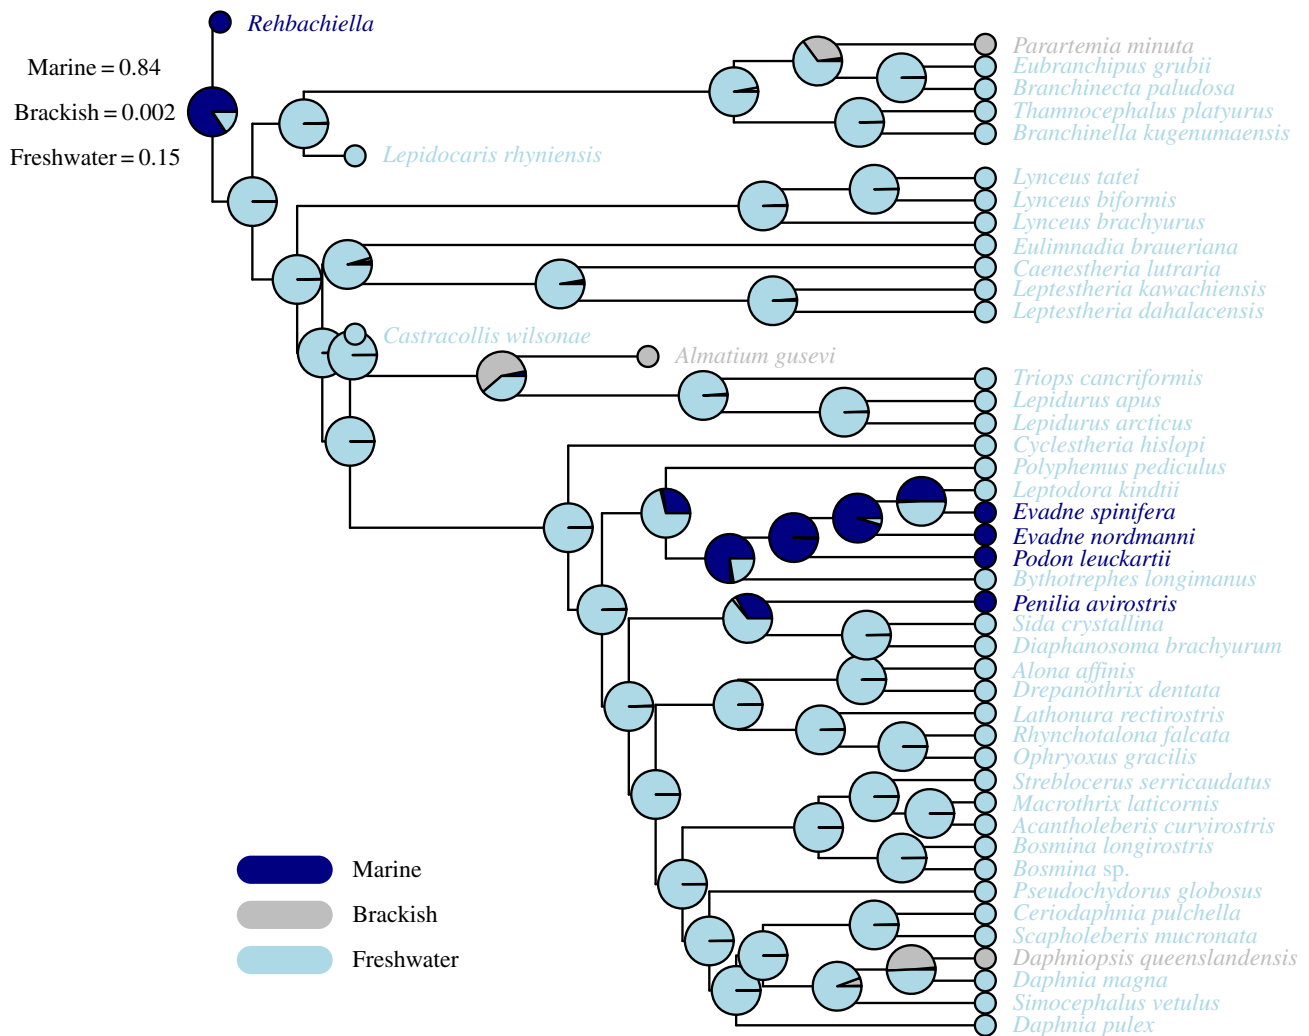 Rehbachiella
Marine = 0.84
Brackish = 0.002
Freshwater = 0.15
Parartemia minuta
Eubranchipus grubii
Branchinecta paludosa
Thamnocephalus platyurus
Branchinella kugenumaensis
Lepidocaris rhyniensis
Lynceus tatei
Lynceus biformis
Lynceus brachyurus
Eulimnadia braueriana
Caenestheria lutraria
Leptestheria kawachiensis
Leptestheria dahalacensis
Castracollis wilsonae
Almatium gusevi
Triops cancriformis
Lepidurus apus
Lepidurus arcticus
Cyclestheria hislopi
Polyphemus pediculus
Leptodora kindtii
Evadne spinifera
Evadne nordmanni
Podon leuckartii
Bythotrephes longimanus
Penilia avirostris
Sida crystallina
Diaphanosoma brachyurum
Alona affinis
Drepanothrix dentata
Lathonura rectirostris
Rhynchotalona falcata
Ophryoxus gracilis
Streblocerus serricaudatus
Macrothrix laticornis
Acantholeberis curvirostris
Bosmina longirostris
Bosmina sp.
Pseudochydorus globosus
Ceriodaphnia pulchella
Scapholeberis mucronata
Daphniopsis queenslandensis
Daphnia magna
Simocephalus vetulus
Daphnia pulex
Marine
Brackish
Freshwater